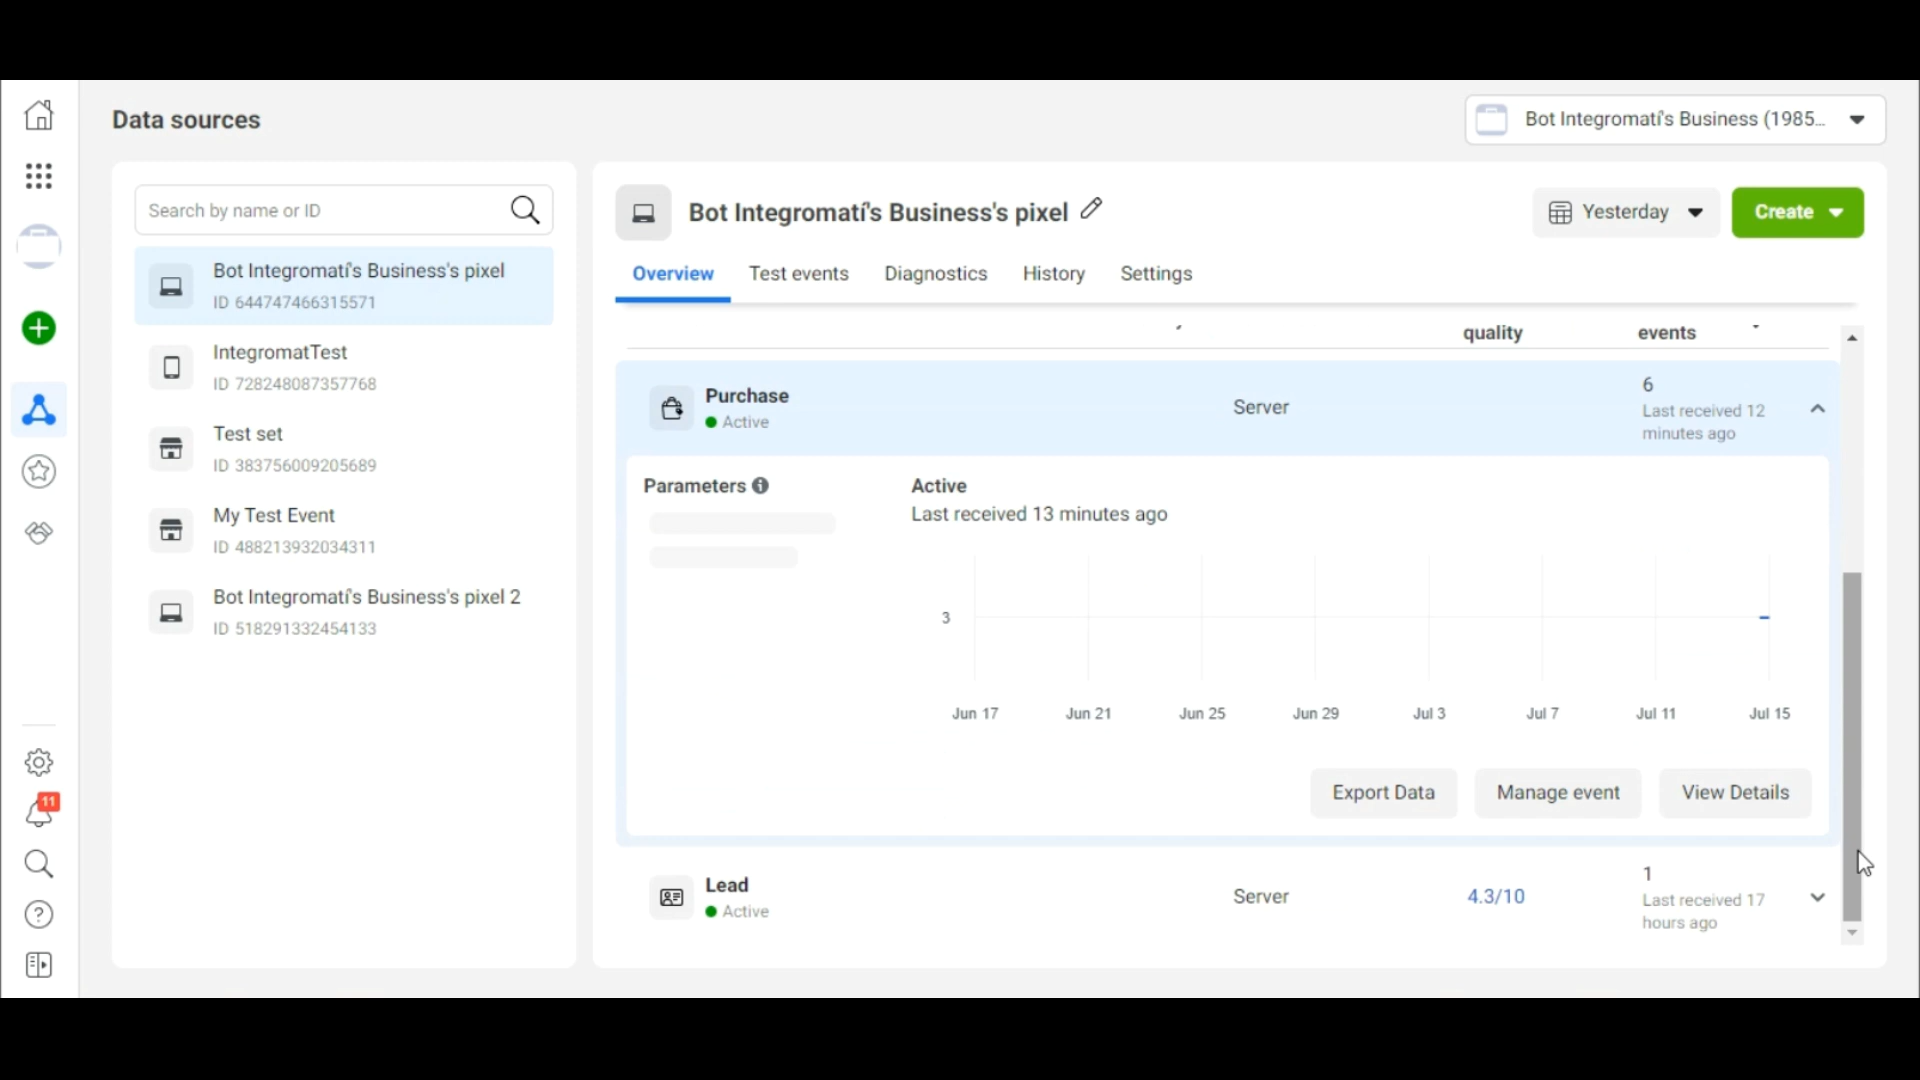 Data sources
Bot Integromatí's Business (1985...
Search by name or ID
Bot Integromatí's Business's pixel
ID 644747466315571
IntegromatTest
ID 728248087357768
Test set
ID 383756009205689
My Test Event
ID 488213932034311
Bot Integromatí's Business's pixel 2
ID 518291332454133
11
Bot Integromatí's Business's pixel
Yesterday
Create
Overview
Test events
Diagnostics
History
Settings
quality
events
Purchase
Active
Server
6
Last received 12
minutes ago
Parameters
Active
Last received 13 minutes ago
3
Jun 17
Jun 21
Jun 25
Jun 29
Jul 3
Jul 7
Jul 11
Jul 15
Export Data
Manage event
View Details
Lead
Active
Server
4.3/10
1
Last received 17
hours ago